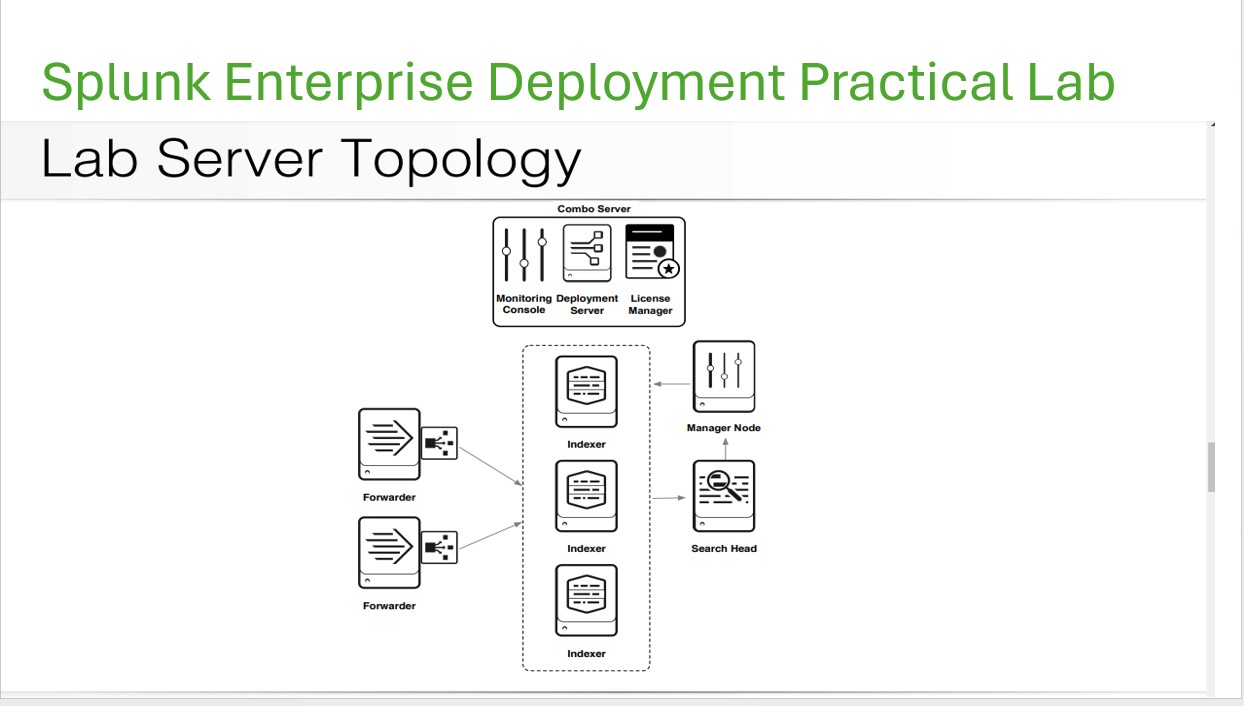 Splunk Enterprise Deployment Practical Lab
Lab Server Topology
Combo Server
Monitoring Console
Deployment Server
License Manager
Indexer
Manager Node
Forwarder
Indexer
Search Head
Forwarder
Indexer